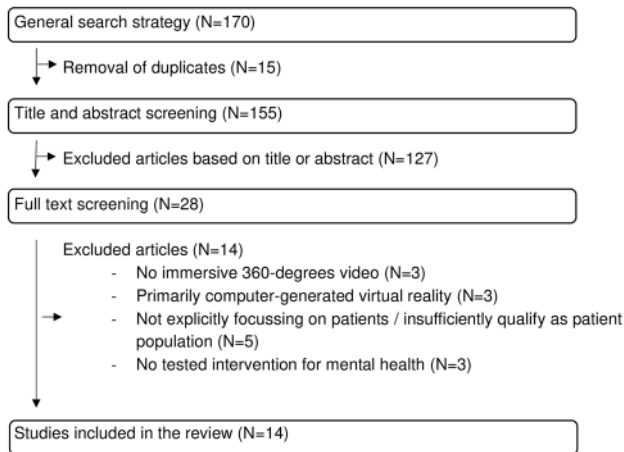 General search strategy (N=170)
Removal of duplicates (N=15)
Title and abstract screening (N=155)
Excluded articles based on title or abstract (N=127)
Full text screening (N=28)
Excluded articles (N=14)
- No immersive 360-degrees video (N=3)
- Primarily computer-generated virtual reality (N=3)
- Not explicitly focussing on patients / insufficiently qualify as patient
population (N=5)
- No tested intervention for mental health (N=3)
Studies included in the review (N=14)